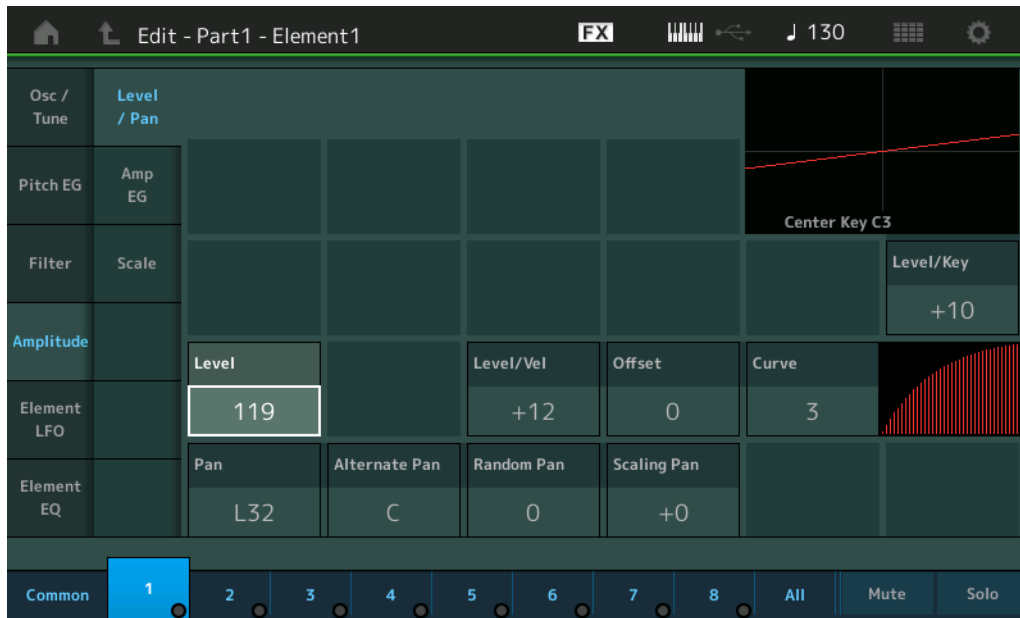 Edit - Part1 - Element1
FX
♩ 130
Osc /
Tune
Level
/ Pan
Pitch EG
Amp
EG
Center Key C3
Filter
Scale
Level/Key
+10
Amplitude
Level
Level/Vel
Offset
Curve
119
+12
0
3
Element
LFO
Pan
Alternate Pan
Random Pan
Scaling Pan
Element
EQ
L32
C
0
+0
Common
1
2
3
4
5
6
7
8
All
Mute
Solo